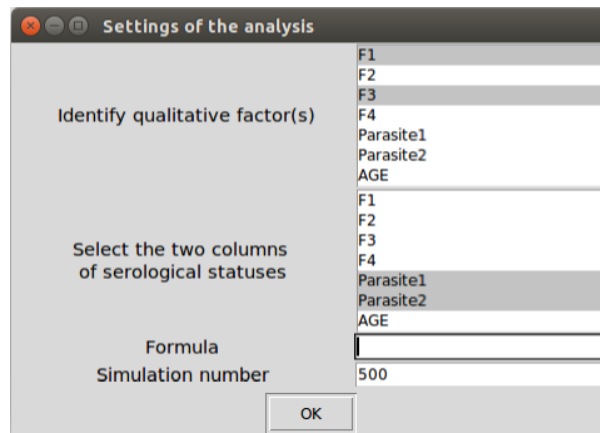 Settings of the analysis
Identify qualitative factor(s)
F1
F2
F3
F4
Parasite1
Parasite2
AGE
Select the two columns
of serological statuses
F1
F2
F3
F4
Parasite1
Parasite2
AGE
Formula
Simulation number
500
OK